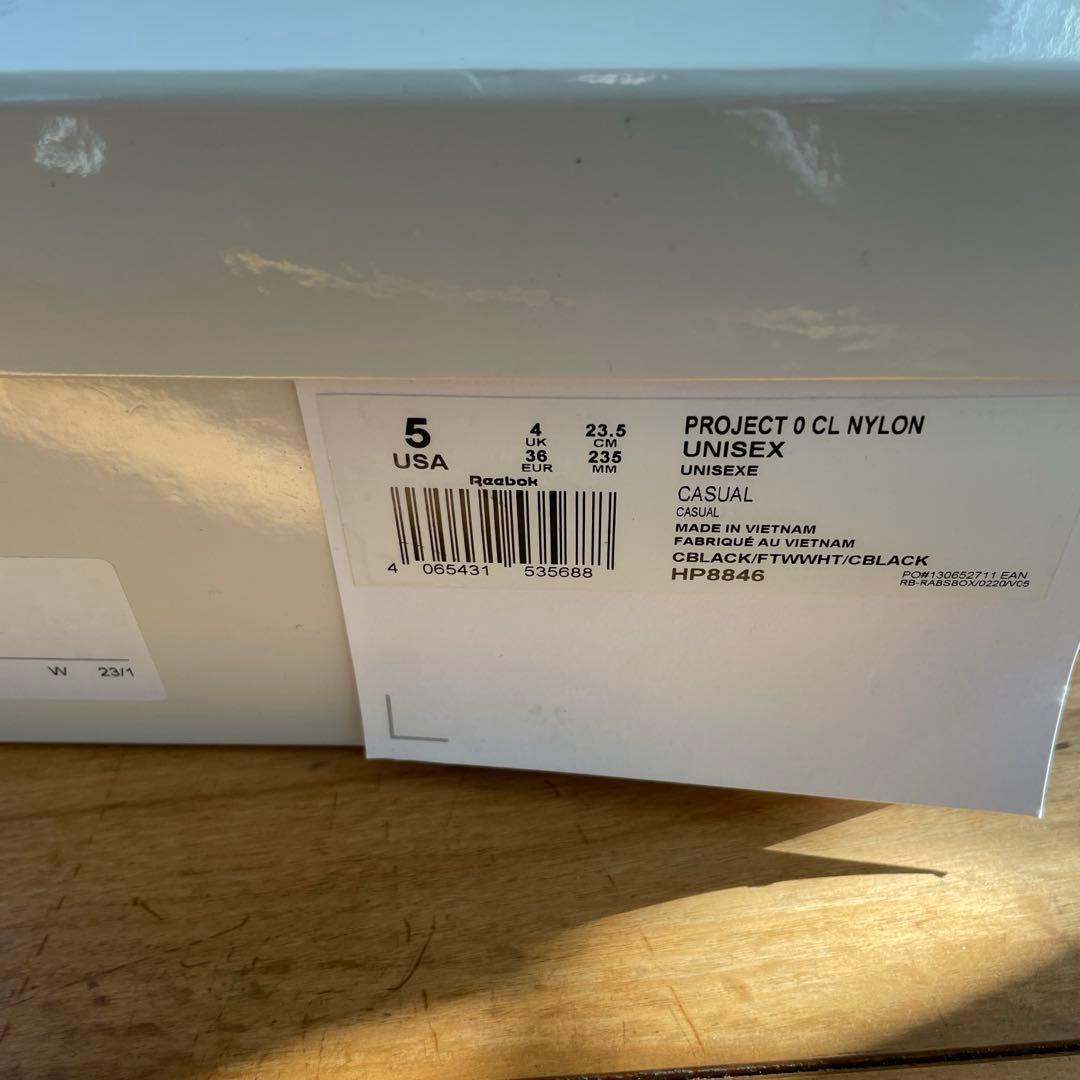 5
USA
4
UK
36
EUR
23.5
CM
235
MM
Reebok
4 065431 535688
PROJECT 0 CL NYLON
UNISEX
UNISEXE
CASUAL
CASUAL
MADE IN VIETNAM
FABRIQUÉ AU VIETNAM
CBLACK/FTWWHT/CBLACK
HP8846
PO#130652711 EAN
RB-RABSBOX/0220/V05
W 23/1